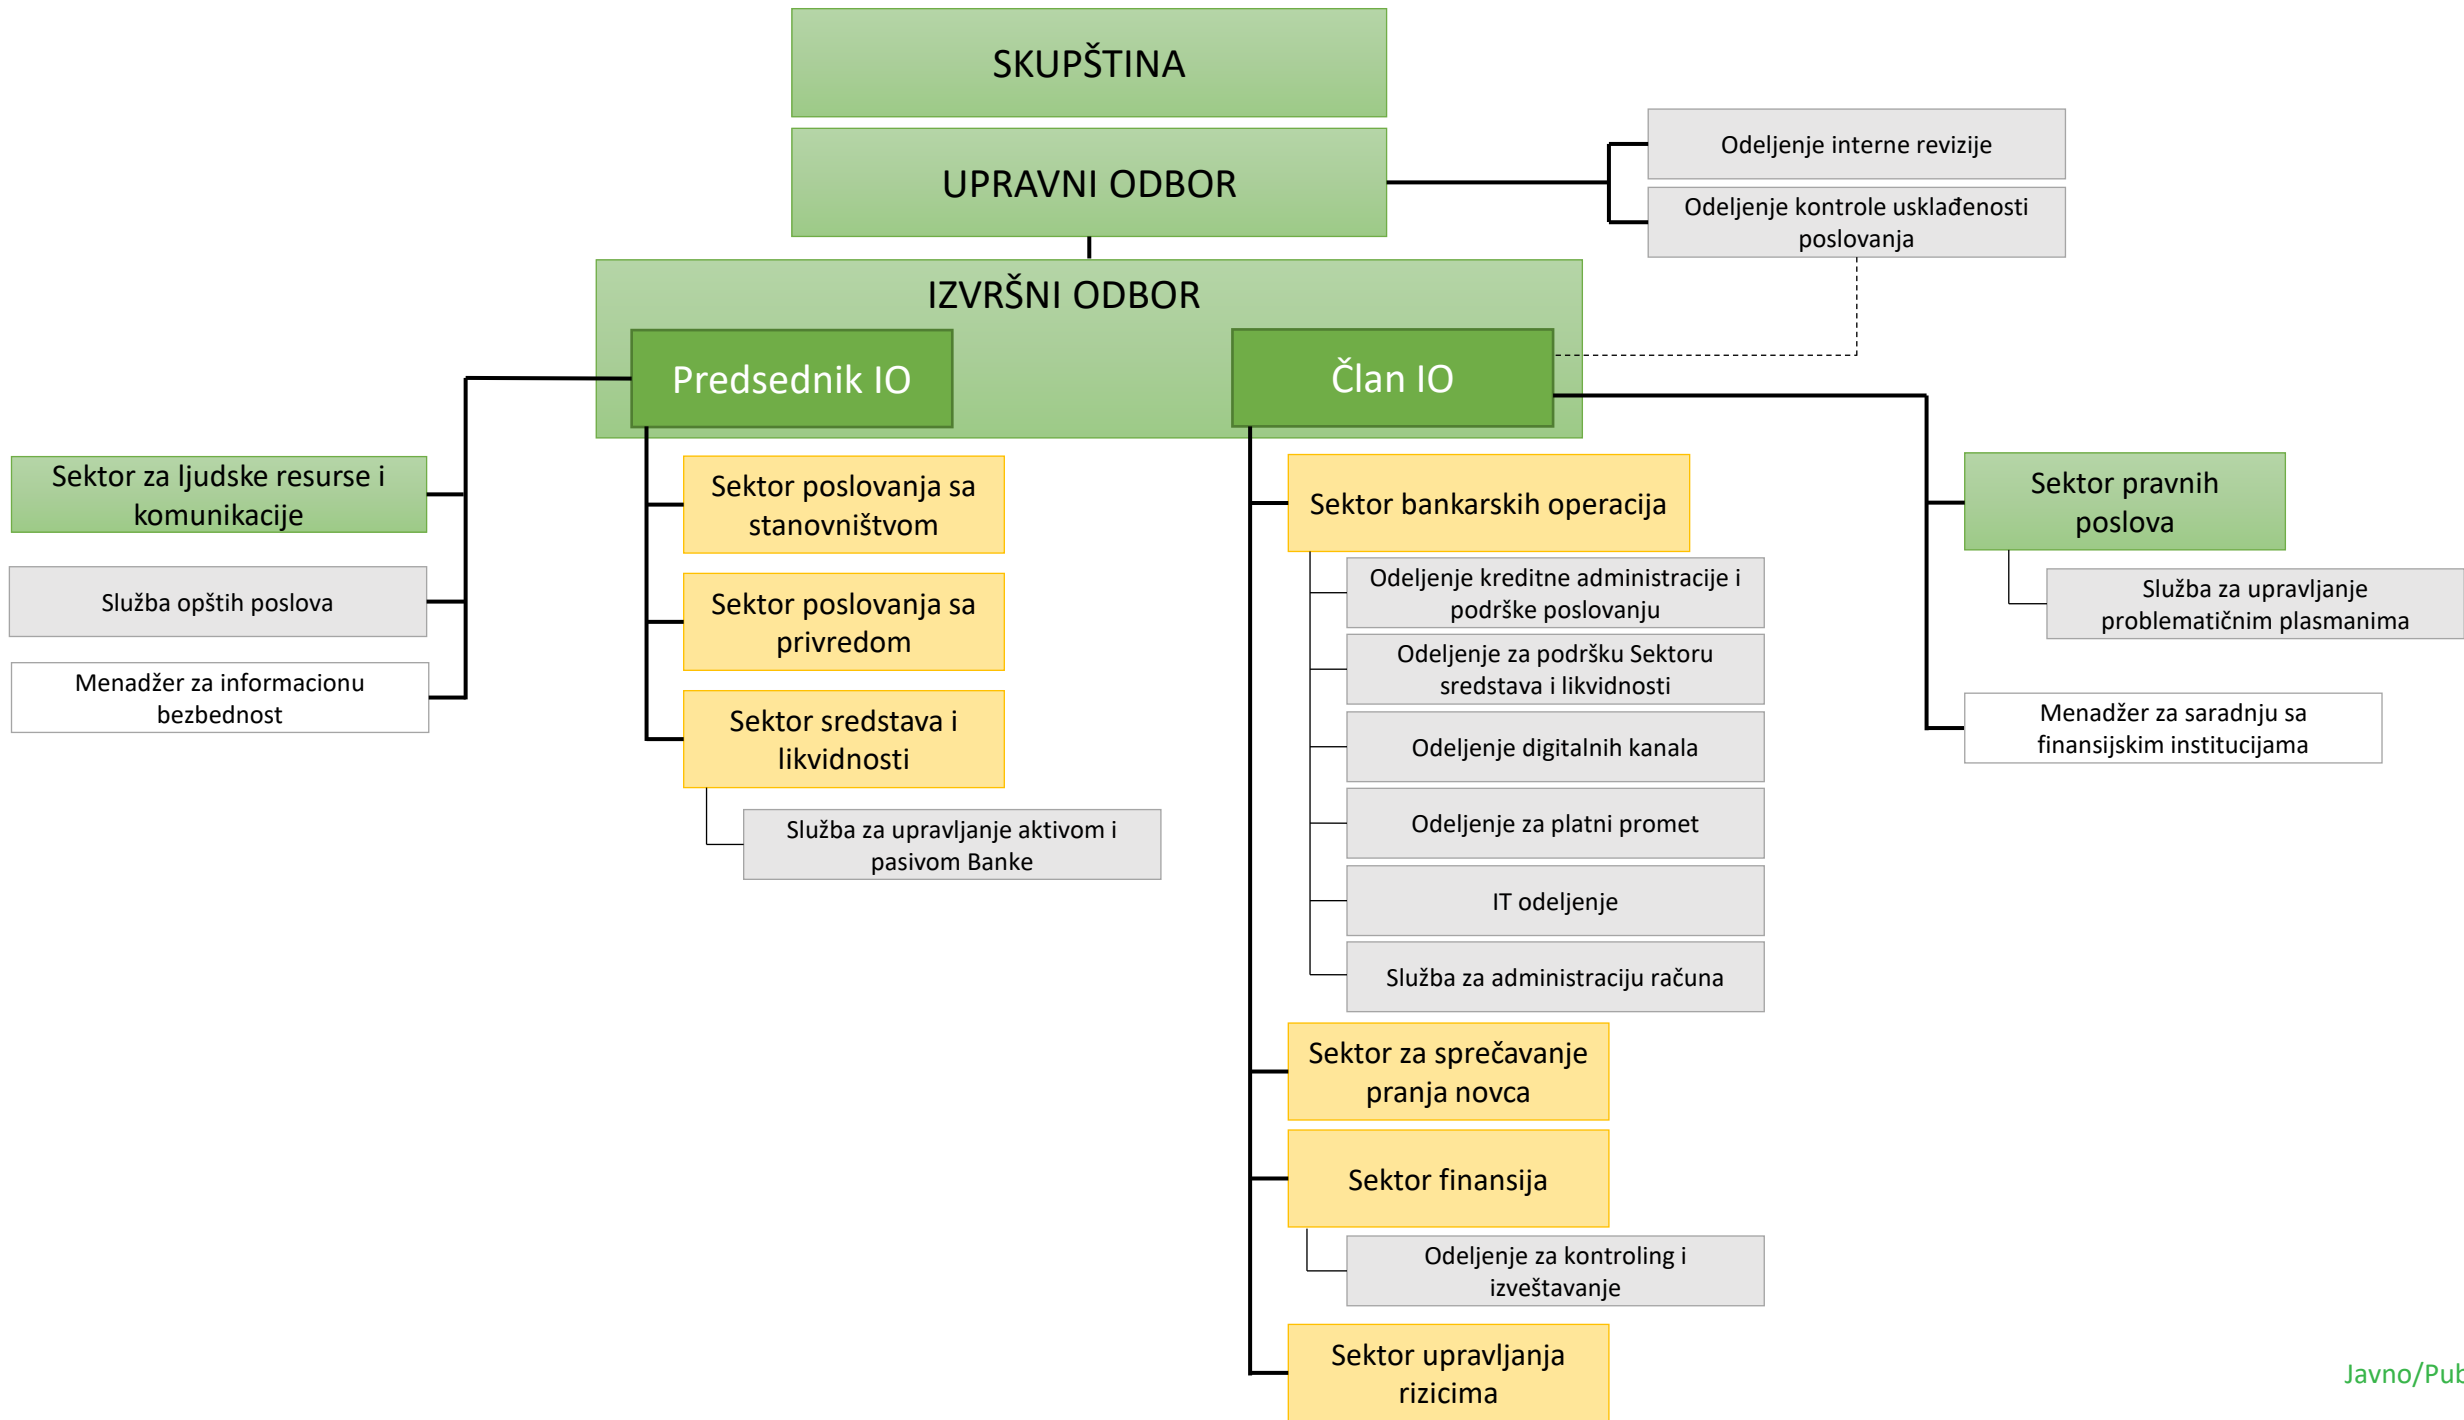 SKUPŠTINA
UPRAVNI ODBOR
Odeljenje interne revizije
Odeljenje kontrole usklađenosti
poslovanja
IZVRŠNI ODBOR
Predsednik IO
Član IO
Sektor za ljudske resurse i
komunikacije
Služba opštih poslova
Menadžer za informacionu
bezbednost
Sektor poslovanja sa
stanovništvom
Sektor poslovanja sa
privredom
Sektor sredstava i
likvidnosti
Služba za upravljanje aktivom i
pasivom Banke
Sektor bankarskih operacija
Odeljenje kreditne administracije i
podrške poslovanju
Odeljenje za podršku Sektoru
sredstava i likvidnosti
Odeljenje digitalnih kanala
Odeljenje za platni promet
IT odeljenje
Služba za administraciju računa
Sektor za sprečavanje
pranja novca
Sektor finansija
Odeljenje za kontroling i
izveštavanje
Sektor upravljanja
rizicima
Sektor pravnih
poslova
Služba za upravljanje
problematičnim plasmanima
Menadžer za saradnju sa
finansijskim institucijama
Javno/Pub